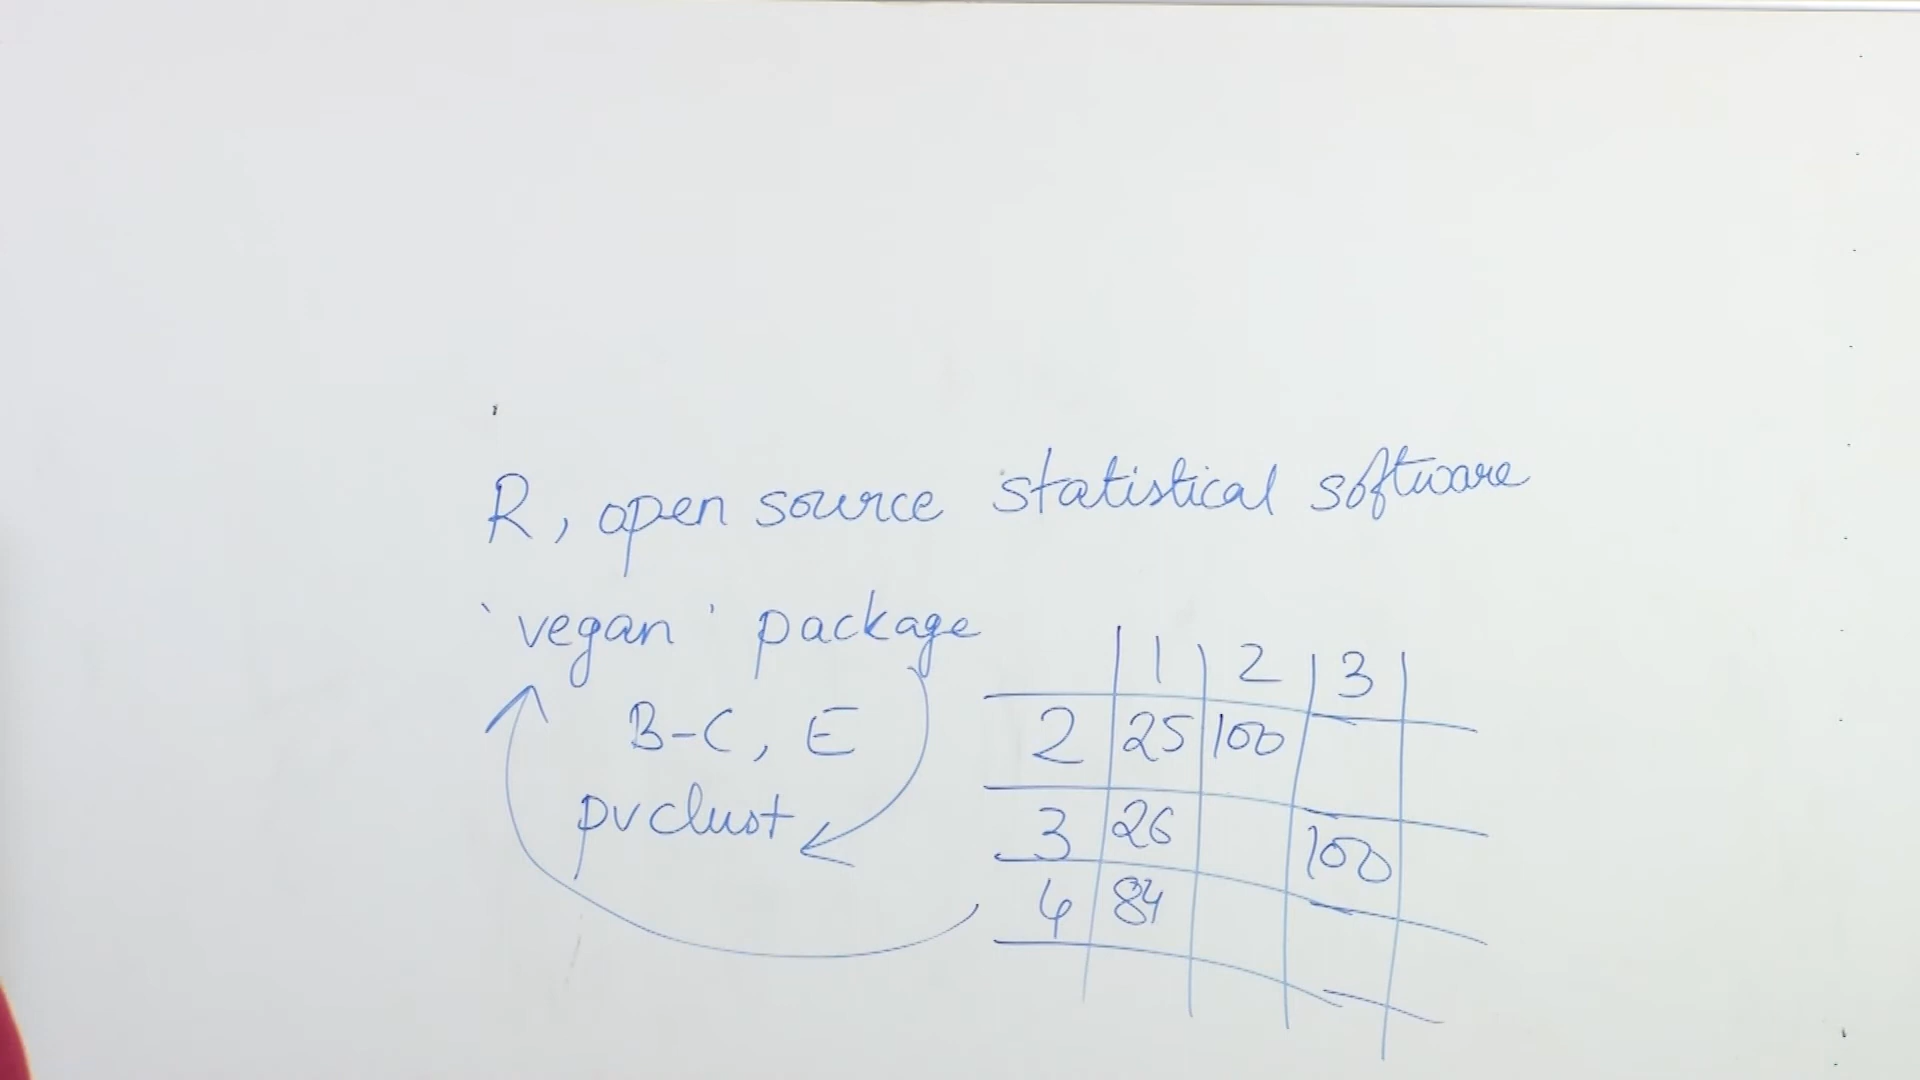 R, open source statistical software
'vegan' package
B-C, E
pvclust
1 2 3
2 25 100
3 26 100
4 84